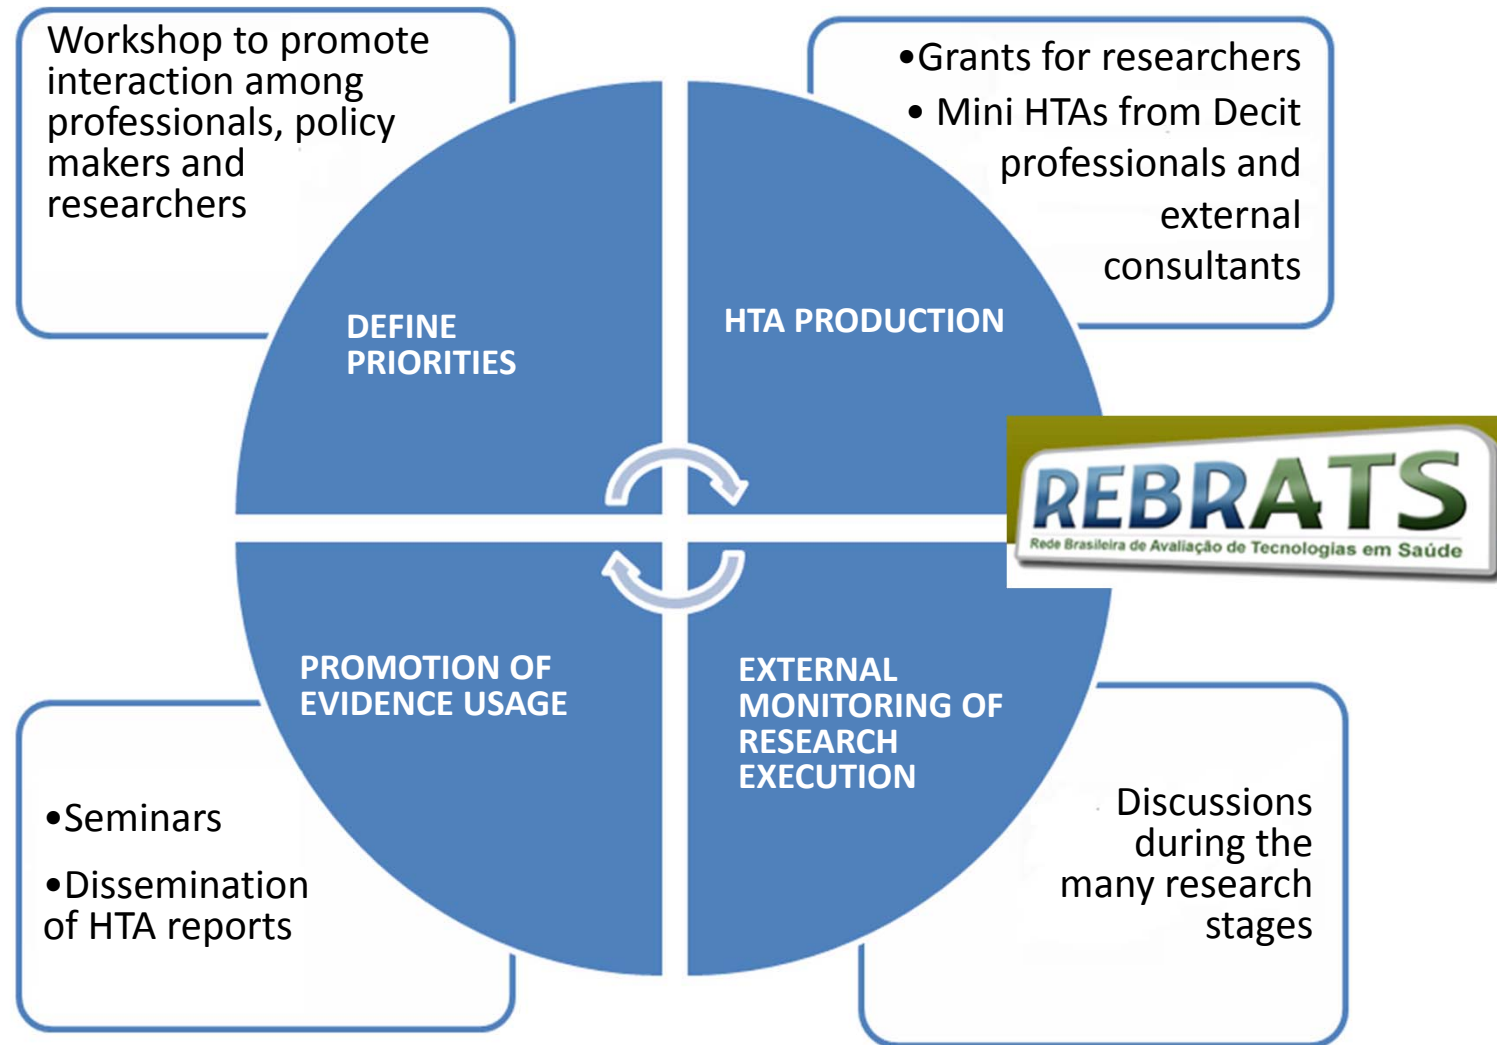 Workshop to promote
interaction among
professionals, policy
makers and
researchers
•Grants for researchers
• Mini HTAs from Decit
professionals and
external
consultants
DEFINE
PRIORITIES
HTA PRODUCTION
REBRATS
Rede Brasileira de Avaliação de Tecnologias em Saúde
PROMOTION OF
EVIDENCE USAGE
EXTERNAL
MONITORING OF
RESEARCH
EXECUTION
•Seminars
•Dissemination
of HTA reports
Discussions
during the
many research
stages